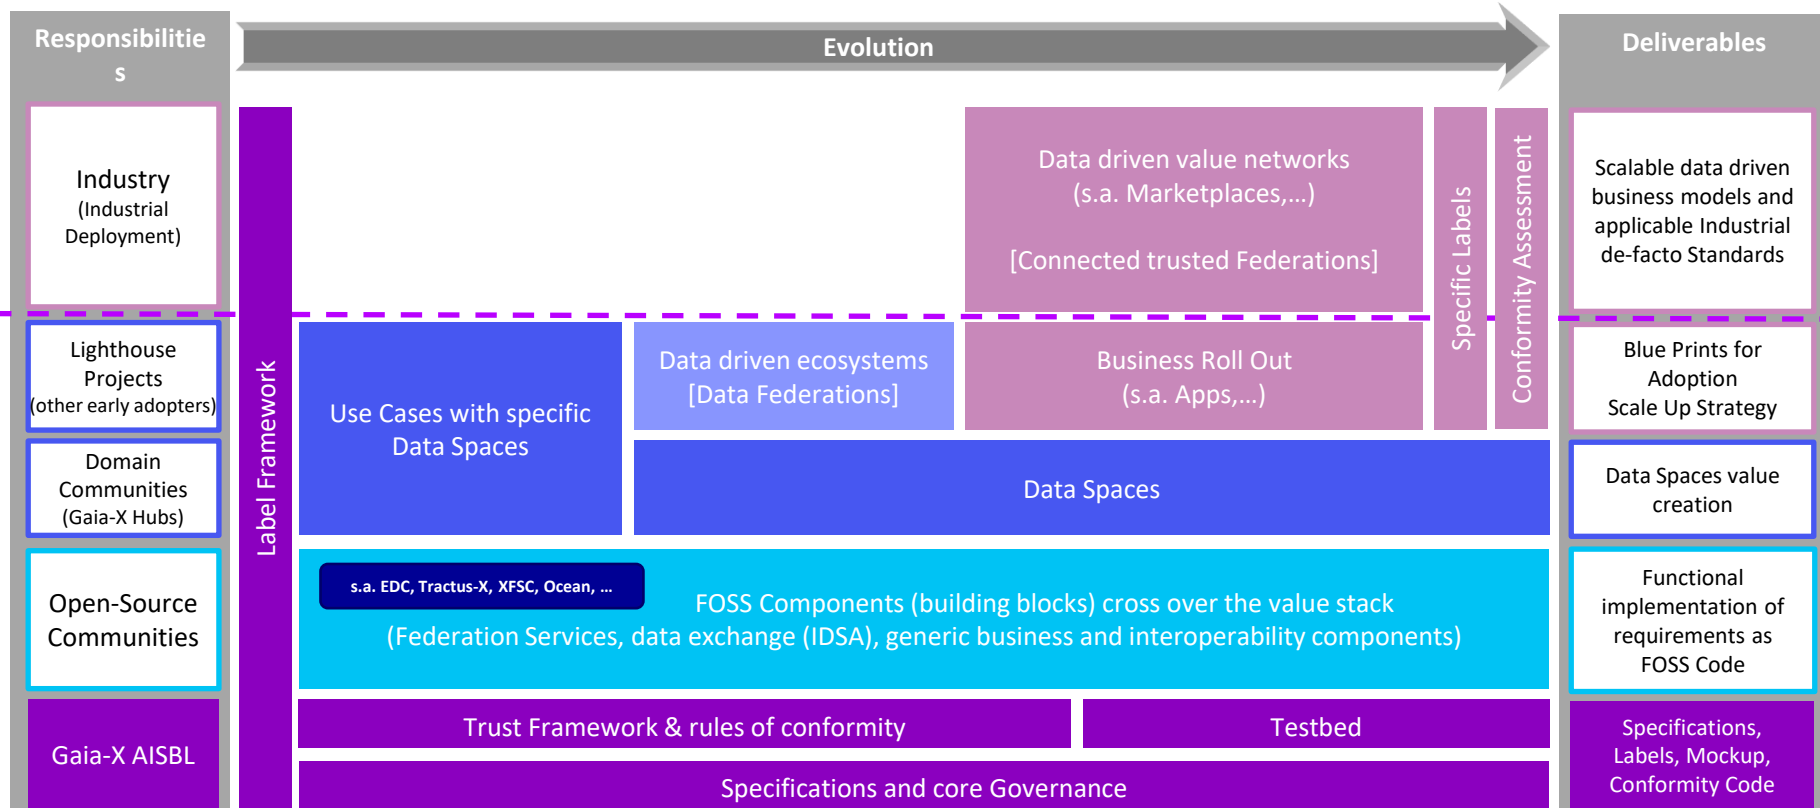 Responsibilitie
s
Evolution
Deliverables
Industry
(Industrial
Deployment)
Label Framework
Data driven value networks
(s.a. Marketplaces,...)
[Connected trusted Federations]
Specific Labels
Conformity Assessment
Scalable data driven
business models and
applicable Industrial
de-facto Standards
Lighthouse
Projects
(other early adopters)
Use Cases with specific
Data Spaces
Data driven ecosystems
[Data Federations]
Business Roll Out
(s.a. Apps,...)
Blue Prints for
Adoption
Scale Up Strategy
Domain
Communities
(Gaia-X Hubs)
Data Spaces
Data Spaces value
creation
Open-Source
Communities
s.a. EDC, Tractus-X, XFSC, Ocean, ...
FOSS Components (building blocks) cross over the value stack
(Federation Services, data exchange (IDSA), generic business and interoperability components)
Functional
implementation of
requirements as
FOSS Code
Gaia-X AISBL
Trust Framework & rules of conformity
Testbed
Specifications and core Governance
Specifications,
Labels, Mockup,
Conformity Code